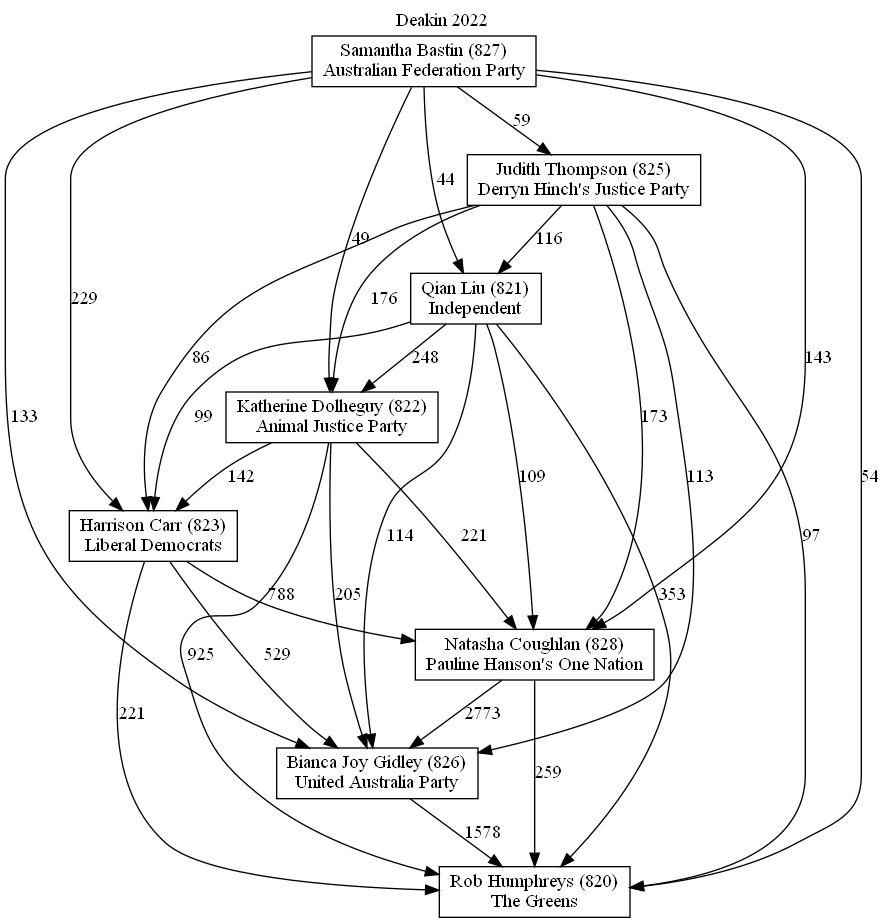 Deakin 2022
Samantha Bastin (827)
Australian Federation Party
59
Judith Thompson (825)
Derryn Hinch's Justice Party
44
49
116
Qian Liu (821)
Independent
229
176
86
248
143
99
Katherine Dolheguy (822)
Animal Justice Party
133
173
142
109
113
54
Harrison Carr (823)
Liberal Democrats
114
221
97
788
205
353
925
529
Natasha Coughlan (828)
Pauline Hanson's One Nation
221
2773
Bianca Joy Gidley (826)
United Australia Party
259
1578
Rob Humphreys (820)
The Greens